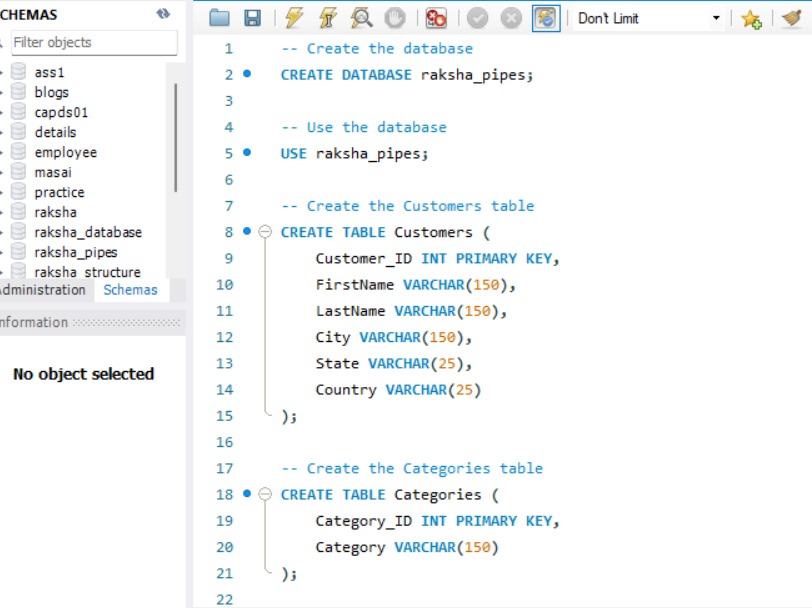 CHEMAS
Filter objects
ass1
blogs
capds01
details
employee
masai
practice
raksha
raksha_database
raksha_pipes
raksha_structure
Administration Schemas
nformation
No object selected
Don't Limit
1 -- Create the database
2 CREATE DATABASE raksha_pipes;
3
4 -- Use the database
5 USE raksha_pipes;
6
7 -- Create the Customers table
8 CREATE TABLE Customers (
9 Customer_ID INT PRIMARY KEY,
10 FirstName VARCHAR(150),
11 LastName VARCHAR(150),
12 City VARCHAR(150),
13 State VARCHAR(25),
14 Country VARCHAR(25)
15 );
16
17 -- Create the Categories table
18 CREATE TABLE Categories (
19 Category_ID INT PRIMARY KEY,
20 Category VARCHAR(150)
21 );
22